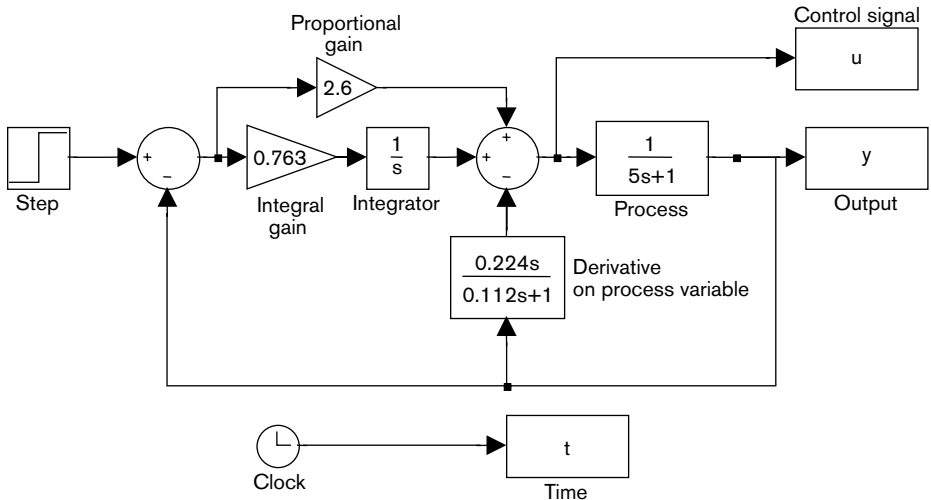 Control signal
u
Proportional
gain
2.6
+
+
−
0.763
1
s
+
−
1
5s+1
y
Step
Integral
gain
Integrator
Process
Output
0.224s
0.112s+1
Derivative
on process variable
t
Clock
Time